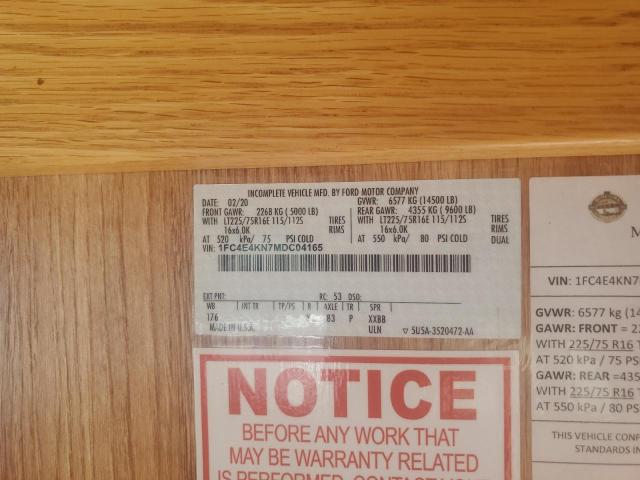 INCOMPLETE VEHICLE MFD. BY FORD MOTOR COMPANY
DATE: 02/20 GVWR: 6577 KG (14500 LB)
FRONT GAWR: 2268 KG ( 5000 LB) REAR GAWR: 4355 KG ( 9600 LB)
WITH LT225/75R16E 115/112S TIRES WITH LT225/75R16E 115/112S TIRES
16x6.0K RIMS 16x6.0K RIMS
AT 520 kPa/ 75 PSI COLD AT 550 kPa/ 80 PSI COLD DUAL
VIN: 1FC4E4KN7MDC04165
EXT PNT: RC: 53 DSO:
WB INT TR TP/PS R AXLE TR SPR
176 83 P XXBB
MADE IN U.S.A. ULN ▽ 5U5A-3520472-AA
NOTICE
BEFORE ANY WORK THAT
MAY BE WARRANTY RELATED
IS PERFORMED, CONTACT
M
VIN: 1FC4E4KN7
GVWR: 6577 kg (14
GAWR: FRONT = 22
WITH 225/75 R16 T
AT 520 kPa / 75 PS
GAWR: REAR =435
WITH 225/75 R16 T
AT 550 kPa / 80 PS
THIS VEHICLE CONF
STANDARDS IN